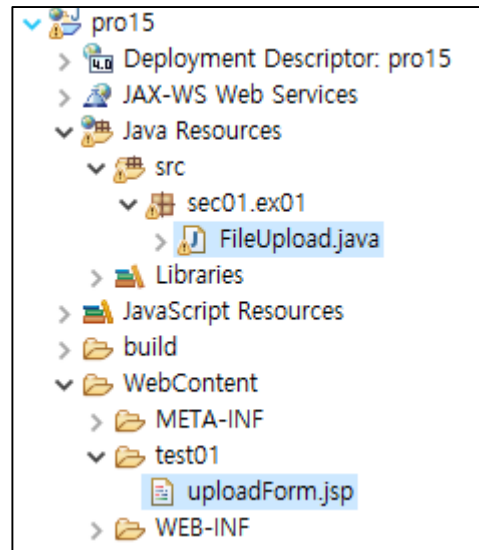 pro15
Deployment Descriptor: pro15
JAX-WS Web Services
Java Resources
src
sec01.ex01
FileUpload.java
Libraries
JavaScript Resources
build
WebContent
META-INF
test01
uploadForm.jsp
WEB-INF